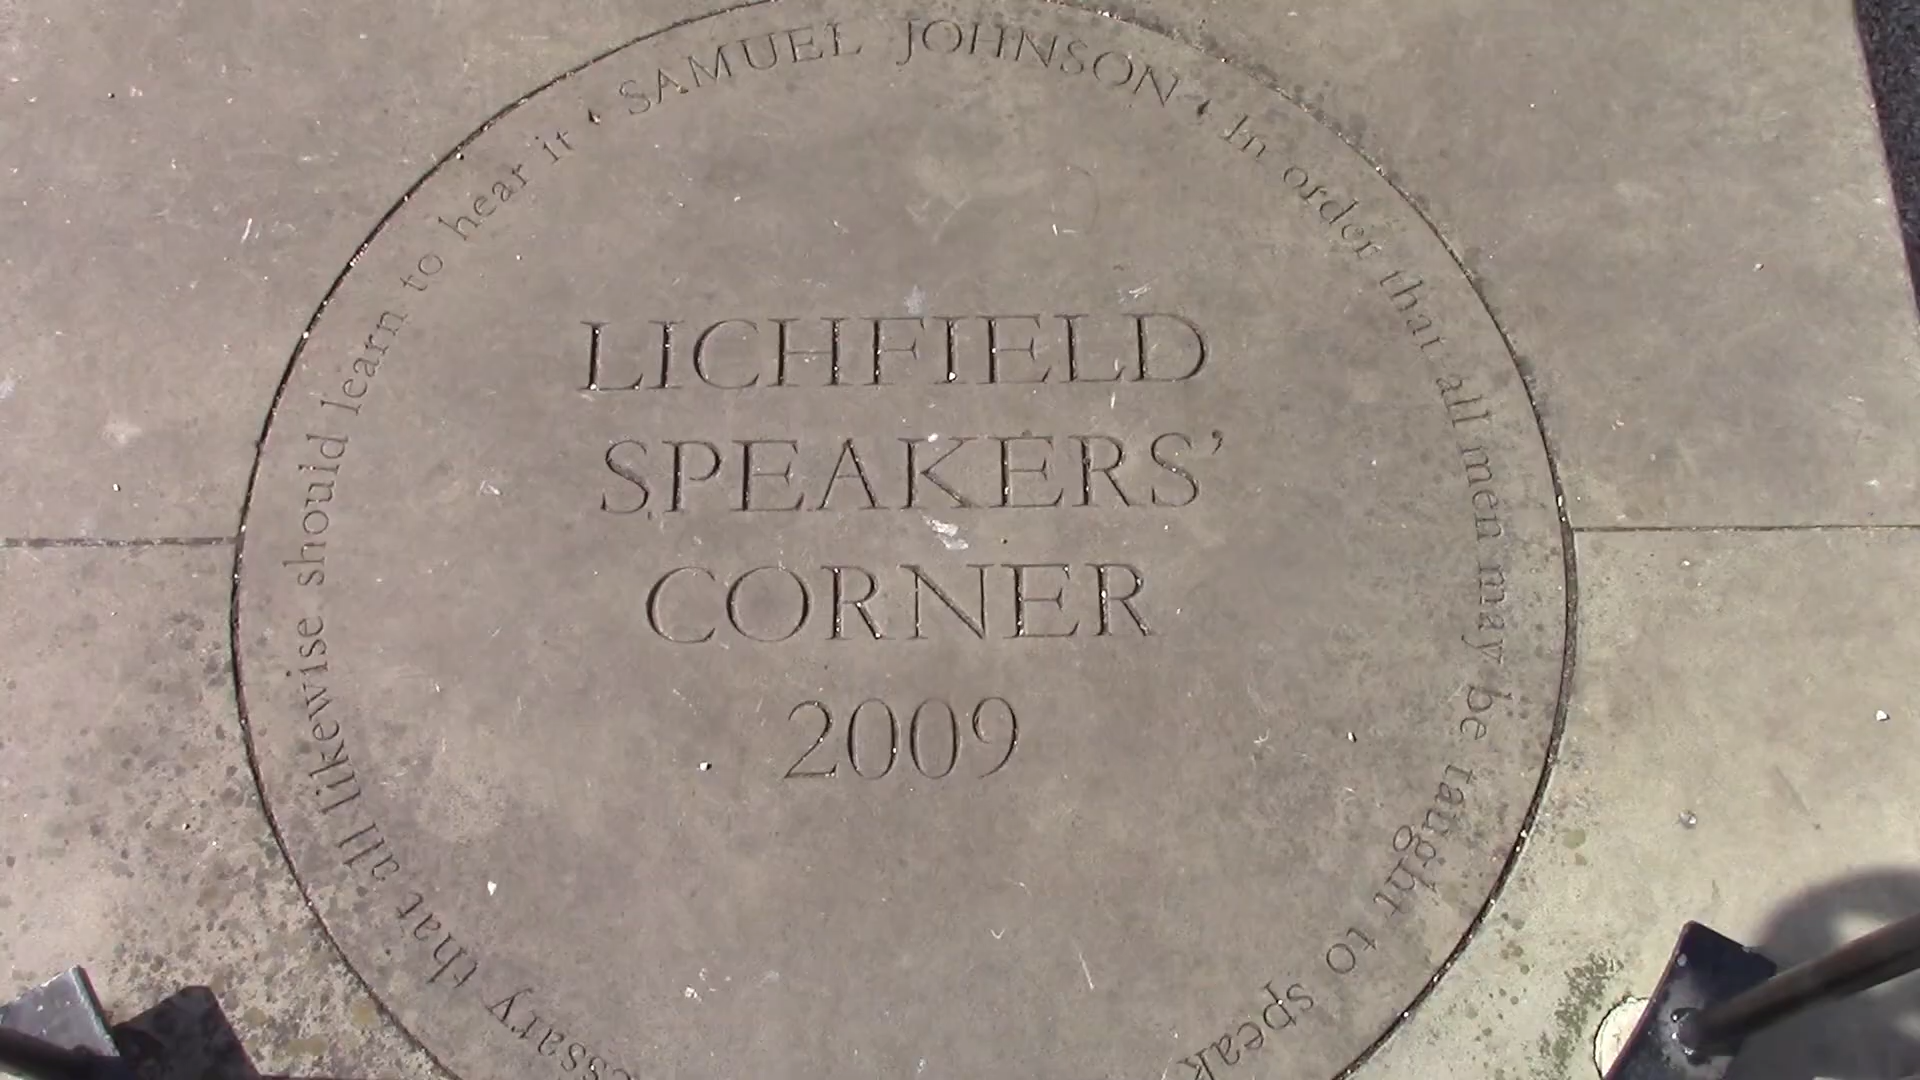 SAMUEL JOHNSON • In order that all men may be taught to speak
that all likewise should learn to hear it •
LICHFIELD
SPEAKERS'
CORNER
2009